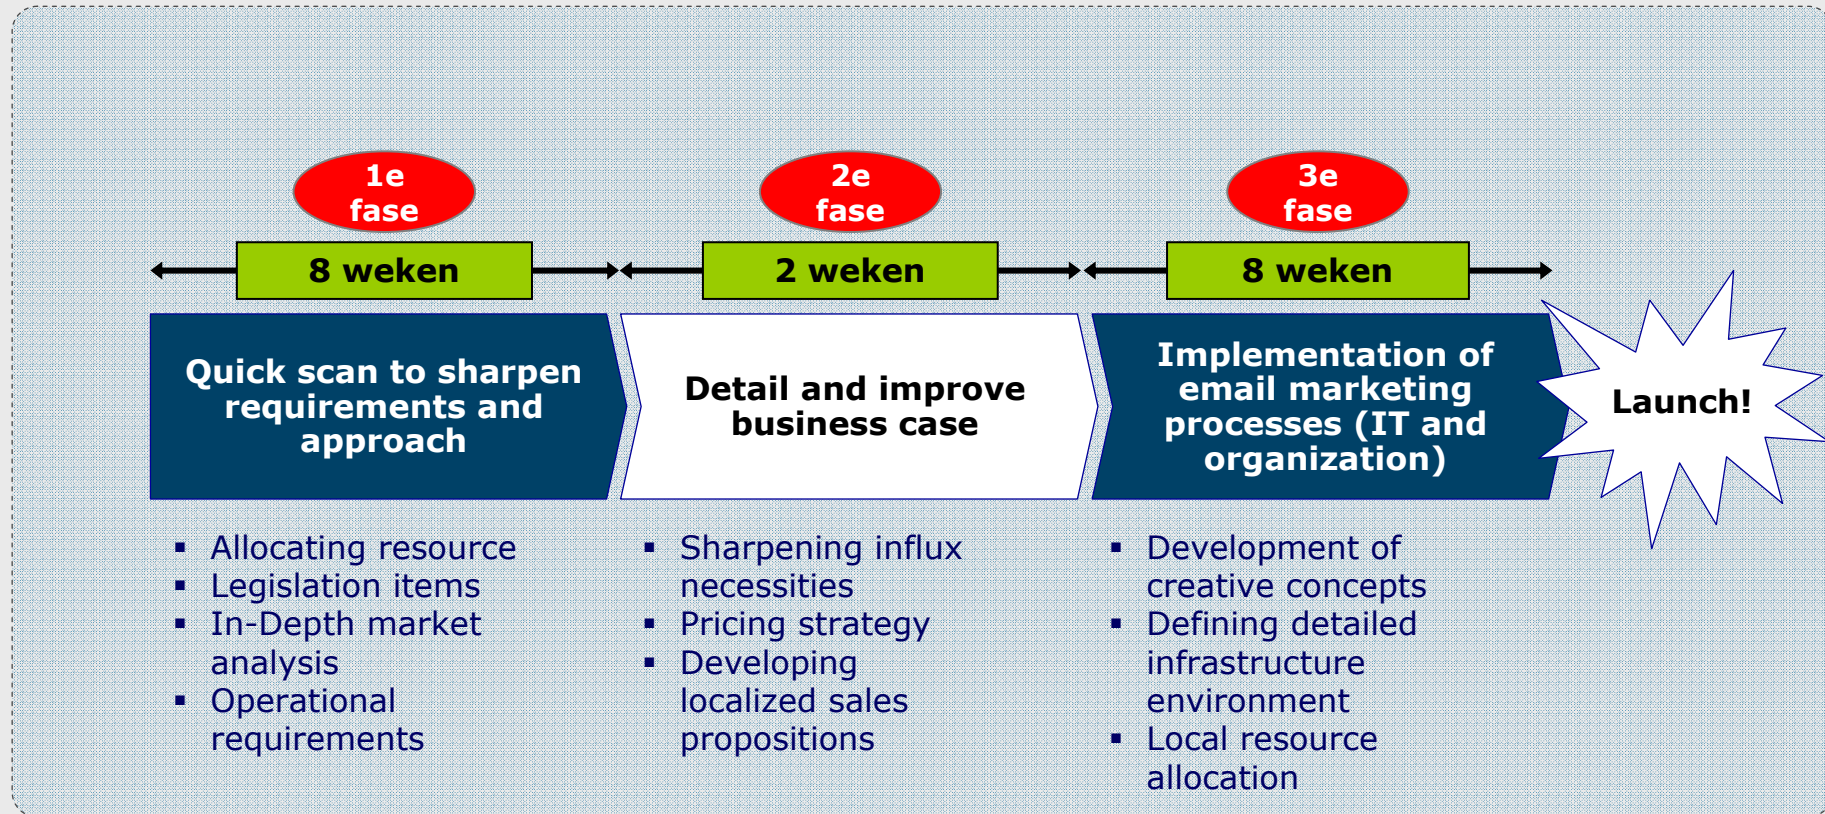 1e
fase
2e
fase
3e
fase
8 weken
2 weken
8 weken
Quick scan to sharpen
requirements and
approach
Detail and improve
business case
Implementation of
email marketing
processes (IT and
organization)
Launch!
▪ Allocating resource
▪ Legislation items
▪ In-Depth market
analysis
▪ Operational
requirements
▪ Sharpening influx
necessities
▪ Pricing strategy
▪ Developing
localized sales
propositions
▪ Development of
creative concepts
▪ Defining detailed
infrastructure
environment
▪ Local resource
allocation